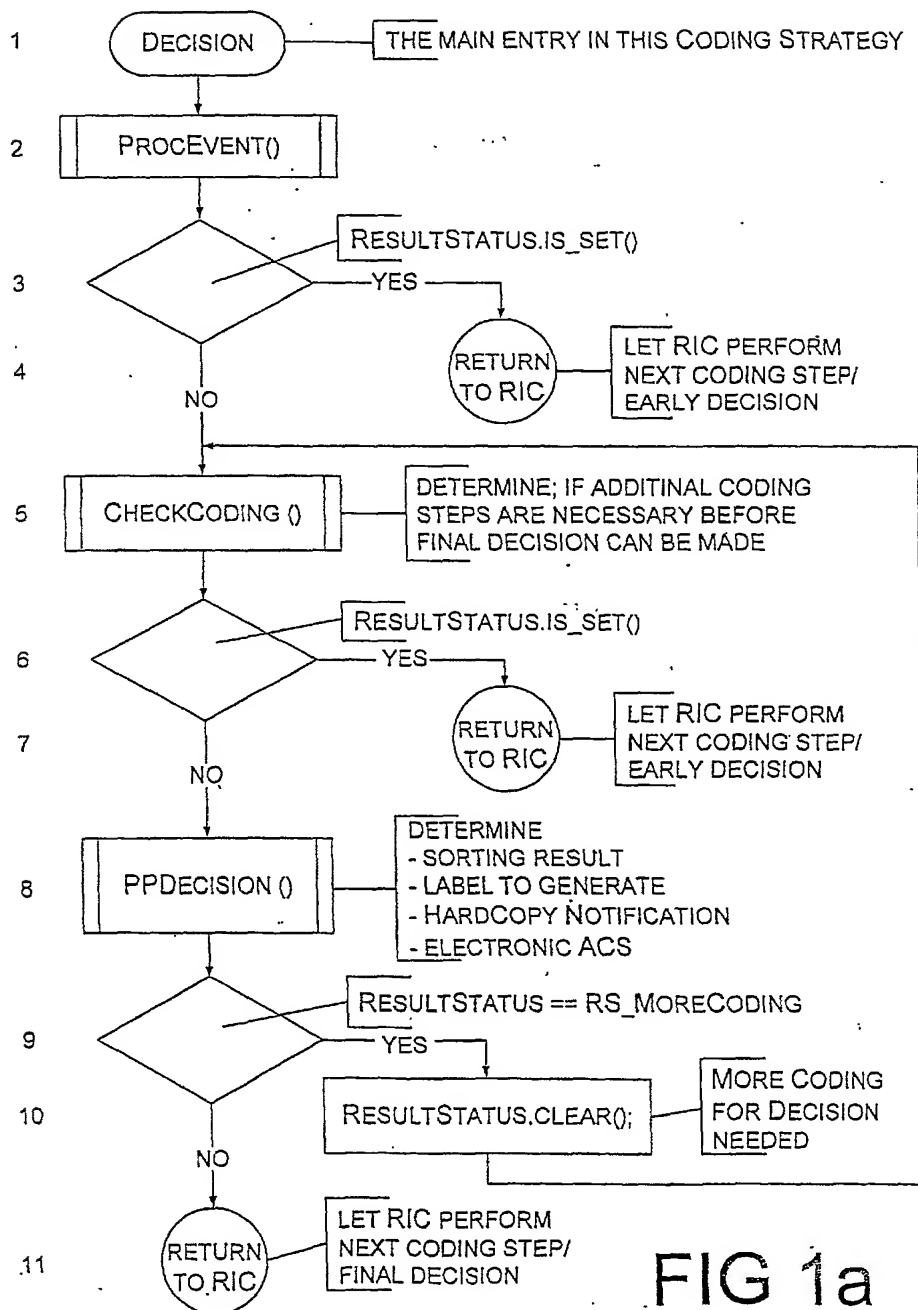 1
DECISION
THE MAIN ENTRY IN THIS CODING STRATEGY
2
PROCEVENT()
RESULTSTATUS.IS_SET()
3
YES
4
RETURN
TO RIC
LET RIC PERFORM
NEXT CODING STEP/
EARLY DECISION
NO
5
CHECKCODING ()
DETERMINE; IF ADDITINAL CODING
STEPS ARE NECESSARY BEFORE
FINAL DECISION CAN BE MADE
RESULTSTATUS.IS_SET()
6
YES
7
RETURN
TO RIC
LET RIC PERFORM
NEXT CODING STEP/
EARLY DECISION
NO
8
PPDECISION ()
DETERMINE
- SORTING RESULT
- LABEL TO GENERATE
- HARDCOPY NOTIFICATION
- ELECTRONIC ACS
RESULTSTATUS == RS_MORECODING
9
YES
10
RESULTSTATUS.CLEAR();
MORE CODING
FOR DECISION
NEEDED
NO
11
RETURN
TO RIC
LET RIC PERFORM
NEXT CODING STEP/
FINAL DECISION
FIG 1a